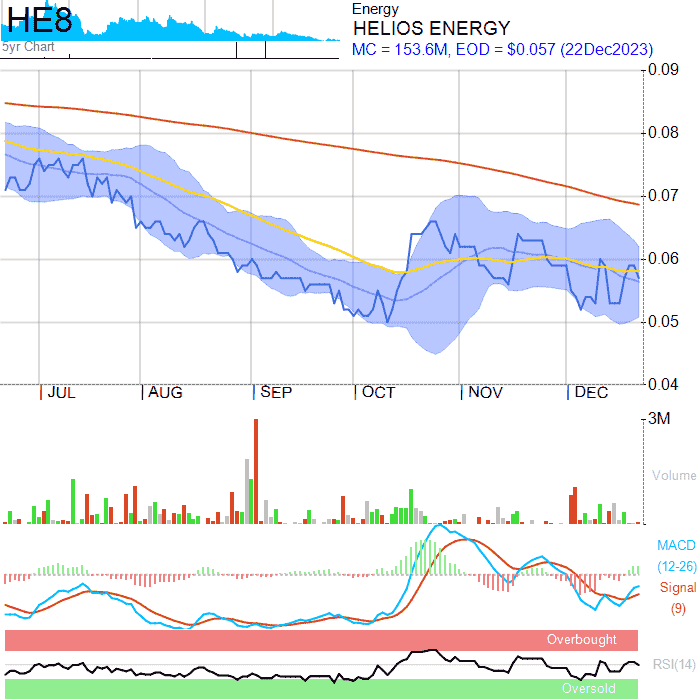 HE8
5yr Chart
Energy
HELIOS ENERGY
MC = 153.6M, EOD = $0.057 (22Dec2023)
0.09
0.08
0.07
0.06
0.05
0.04
JUL AUG SEP OCT NOV DEC
3M
Volume
MACD
(12-26)
Signal
(9)
Overbought
RSI(14)
Oversold